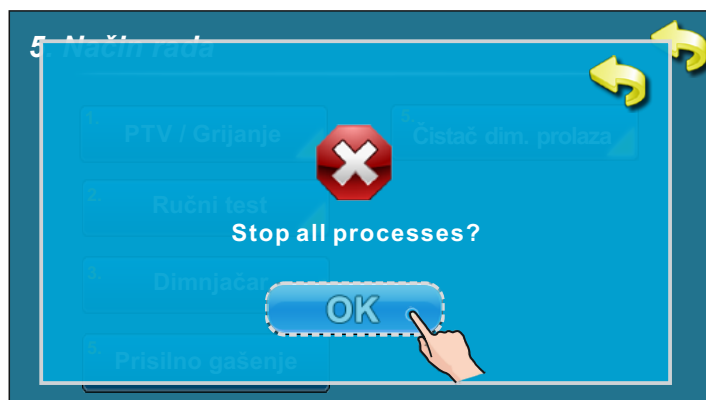 5. Način rada
1.
PTV / Grijanje
5.
Čistač dim. prolaza
2.
Ručni test
Stop all processes?
3.
Dimnjačar
OK
5.
Prisilno gašenje